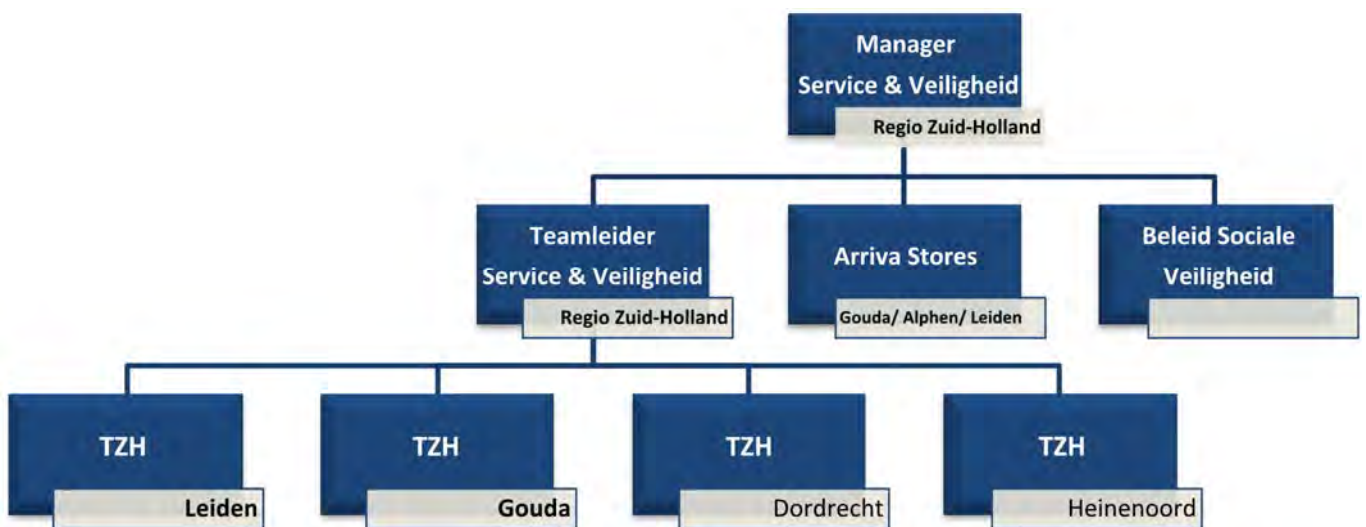 Manager
Service & Veiligheid
Regio Zuid-Holland
Teamleider
Service & Veiligheid
Regio Zuid-Holland
Arriva Stores
Gouda/ Alphen/ Leiden
Beleid Sociale
Veiligheid
TZH
Leiden
TZH
Gouda
TZH
Dordrecht
TZH
Heinenoord